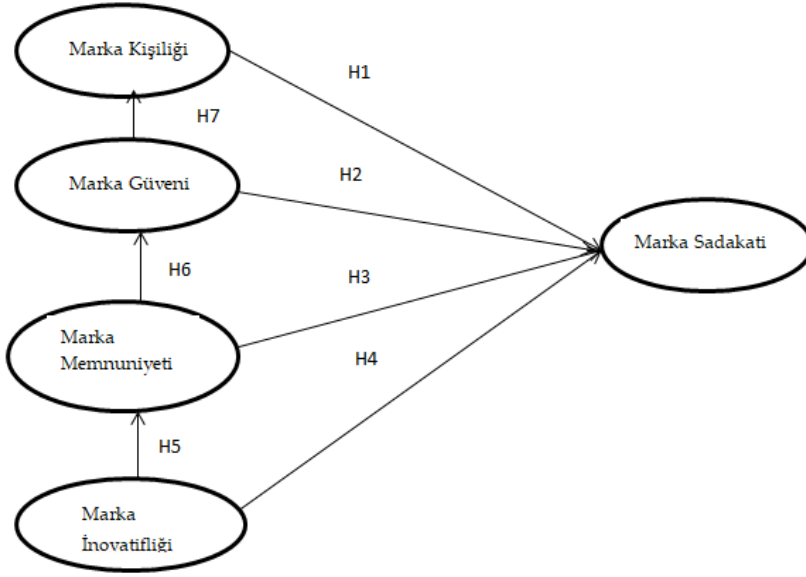 Marka Kişiliği
H1
H7
Marka Güveni
H2
Marka Sadakati
H6
H3
Marka
Memnuniyeti
H4
H5
Marka
İnovatifliği